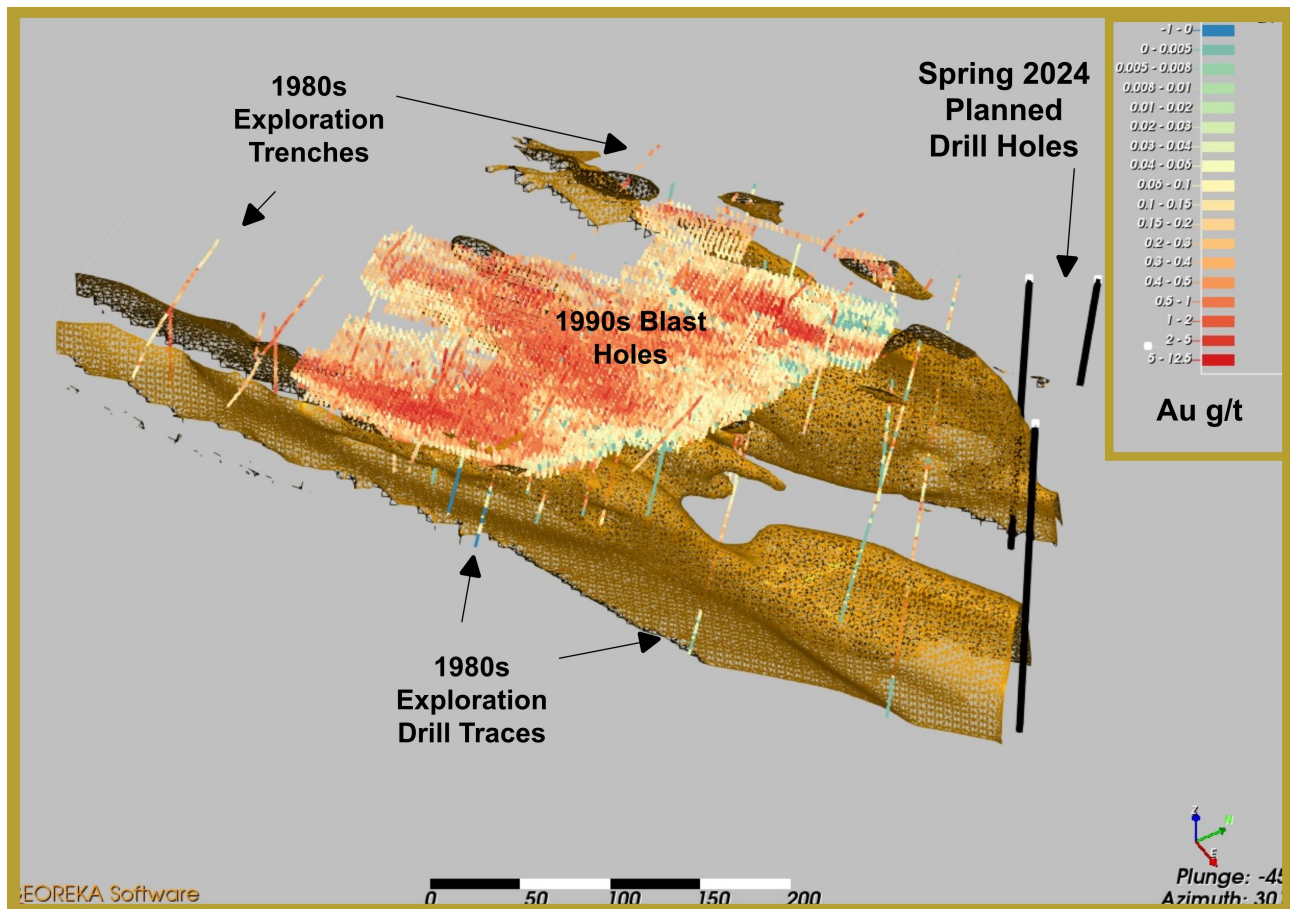 1980s
Exploration
Trenches
Spring 2024
Planned
Drill Holes
1990s Blast
Holes
1980s
Exploration
Drill Traces
-1 - 0
0 - 0.005
0.005 - 0.008
0.008 - 0.01
0.01 - 0.02
0.02 - 0.03
0.03 - 0.04
0.04 - 0.05
0.05 - 0.1
0.1 - 0.15
0.15 - 0.2
0.2 - 0.3
0.3 - 0.4
0.4 - 0.5
0.5 - 1
1 - 2
2 - 5
5 - 12.5
Au g/t
Z
N
E
Plunge: -45
Azimuth: 30
EOREKA Software
0 50 100 150 200